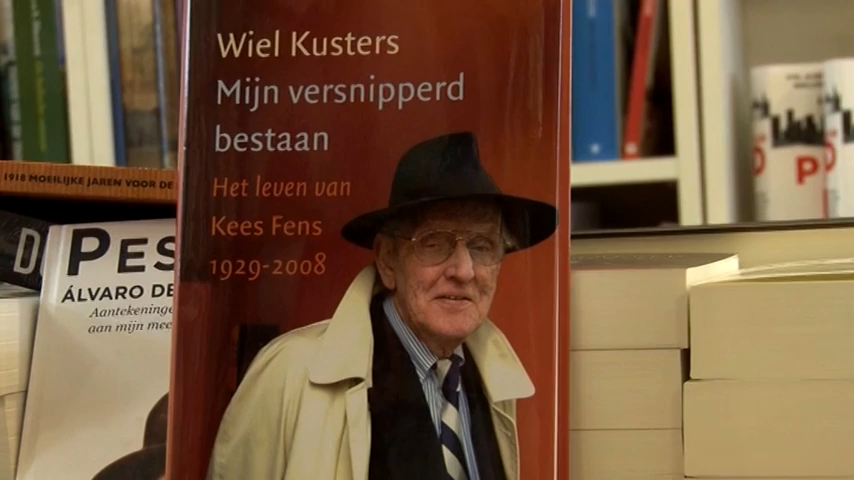 Wiel Kusters
Mijn versnipperd
bestaan
Het leven van
Kees Fens
1929-2008
1918 MOEILIJKE JAREN VOOR DE
PES
ÁLVARO DE
Aantekeninge
aan mijn mee
P